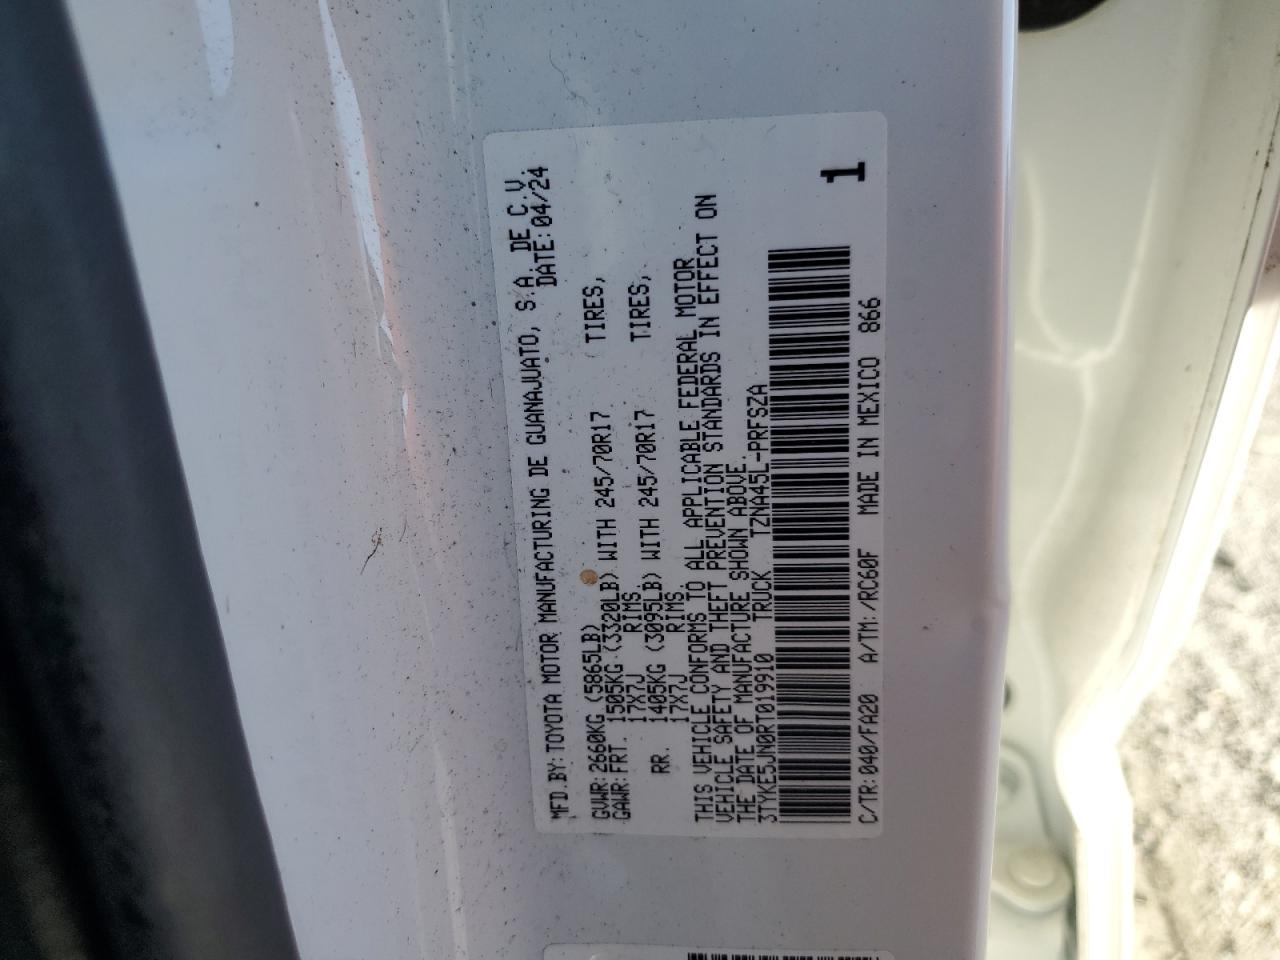 MFD.BY:TOYOTA MOTOR MANUFACTURING DE GUANAJUATO, S.A. DE C.V.
DATE:04/24
GVWR:2660KG (5865LB)
GAWR:FRT. 1505KG (3320LB) WITH 245/70R17 TIRES,
17X7J RIMS,
RR. 1405KG (3095LB) WITH 245/70R17 TIRES,
17X7J RIMS
THIS VEHICLE CONFORMS TO ALL APPLICABLE FEDERAL MOTOR
VEHICLE SAFETY AND THEFT PREVENTION STANDARDS IN EFFECT ON
THE DATE OF MANUFACTURE SHOWN ABOVE.
3TYKE5JN0RT019910 TRUCK TZNA45L-PRFSZA
1
C/TR:040/FA20 A/TM:/RC60F MADE IN MEXICO 866